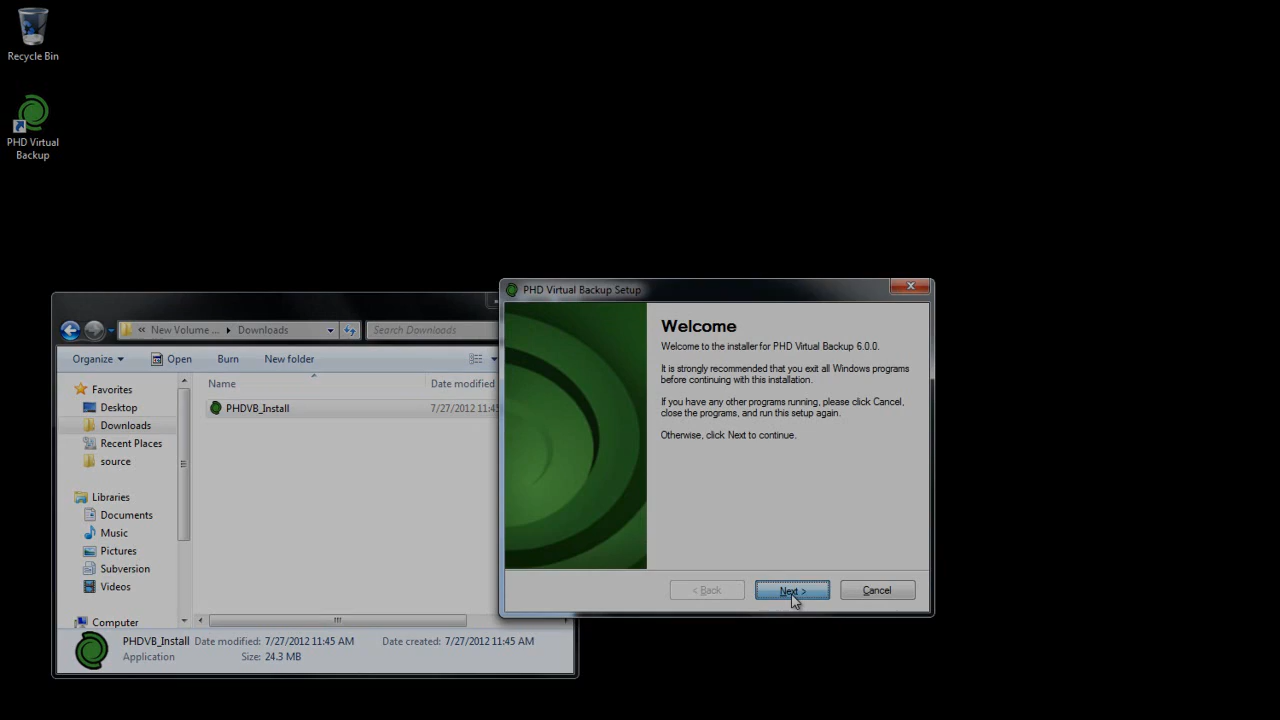 Recycle Bin
PHD Virtual
Backup
« New Volume ... Downloads
Search Downloads
Organize
Open
Burn
New folder
Name
Date modified
Favorites
Desktop
Downloads
Recent Places
source
Libraries
Documents
Music
Pictures
Subversion
Videos
Computer
PHDVB_Install
7/27/2012 11:45
PHDVB_Install Date modified: 7/27/2012 11:45 AM Date created: 7/27/2012 11:45 AM
Application Size: 24.3 MB
PHD Virtual Backup Setup
Welcome
Welcome to the installer for PHD Virtual Backup 6.0.0.
It is strongly recommended that you exit all Windows programs
before continuing with this installation.
If you have any other programs running, please click Cancel,
close the programs, and run this setup again.
Otherwise, click Next to continue.
< Back
Next >
Cancel